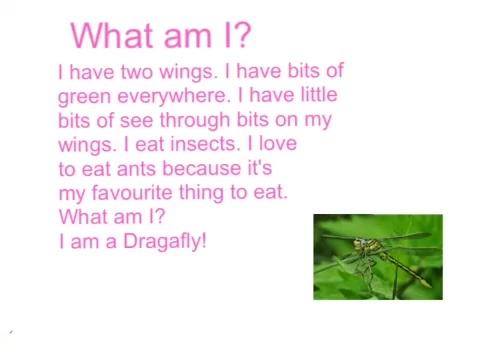 What am I?
I have two wings. I have bits of
green everywhere. I have little
bits of see through bits on my
wings. I eat insects. I love
to eat ants because it's
my favourite thing to eat.
What am I?
I am a Dragafly!